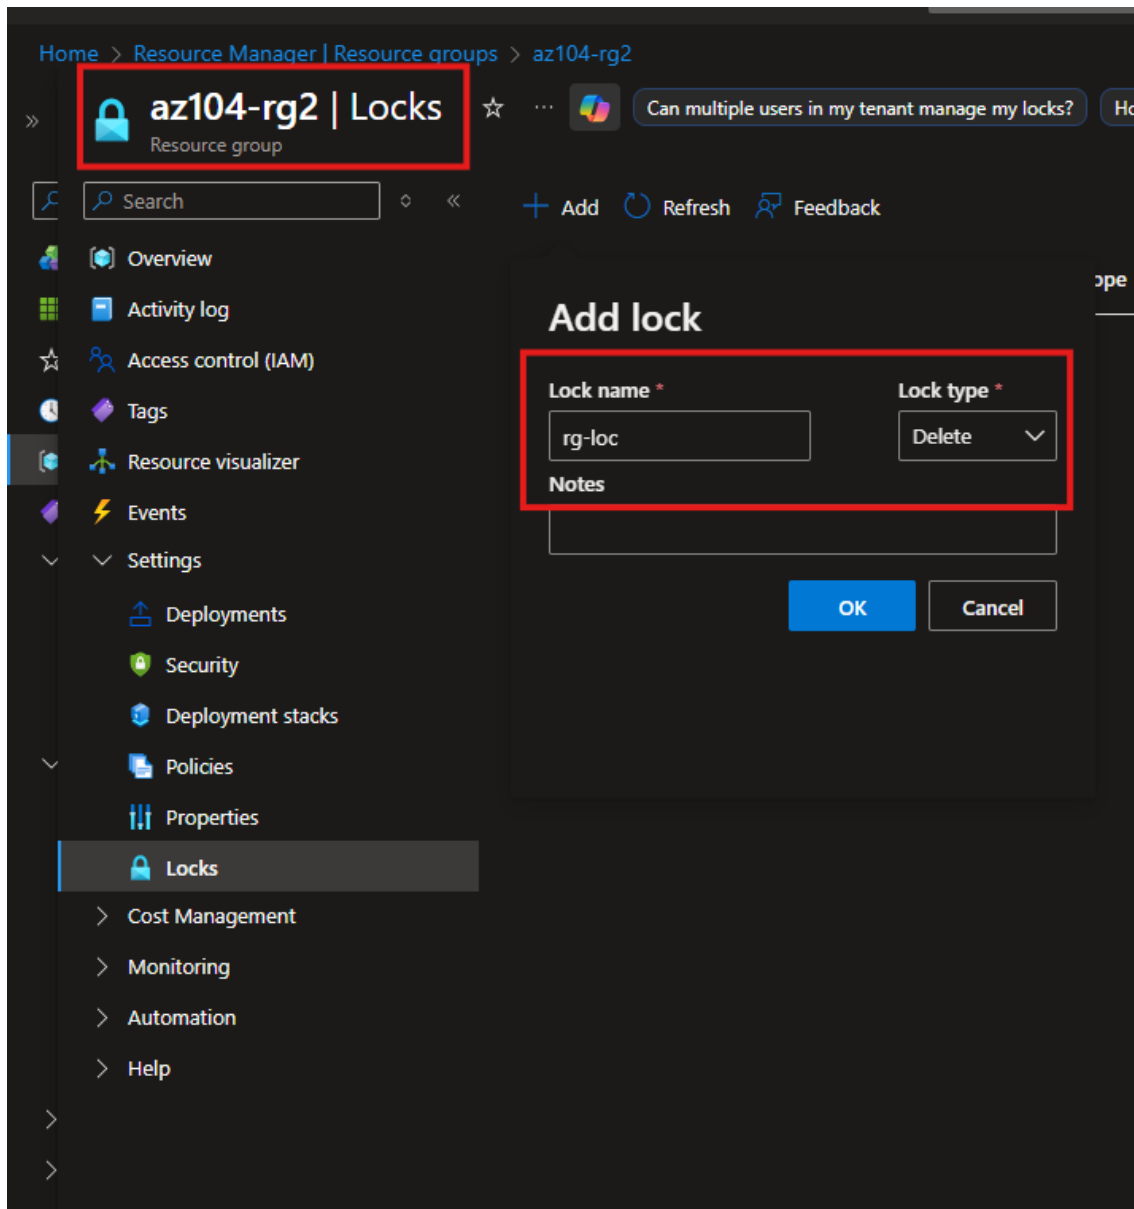 Home > Resource Manager | Resource groups > az104-rg2
az104-rg2 | Locks
Resource group
Can multiple users in my tenant manage my locks?
Search
Add
Refresh
Feedback
Overview
Activity log
Access control (IAM)
Tags
Resource visualizer
Events
Settings
Deployments
Security
Deployment stacks
Policies
Properties
Locks
Cost Management
Monitoring
Automation
Help
Add lock
Lock name *
Lock type *
rg-loc
Delete
Notes
OK
Cancel